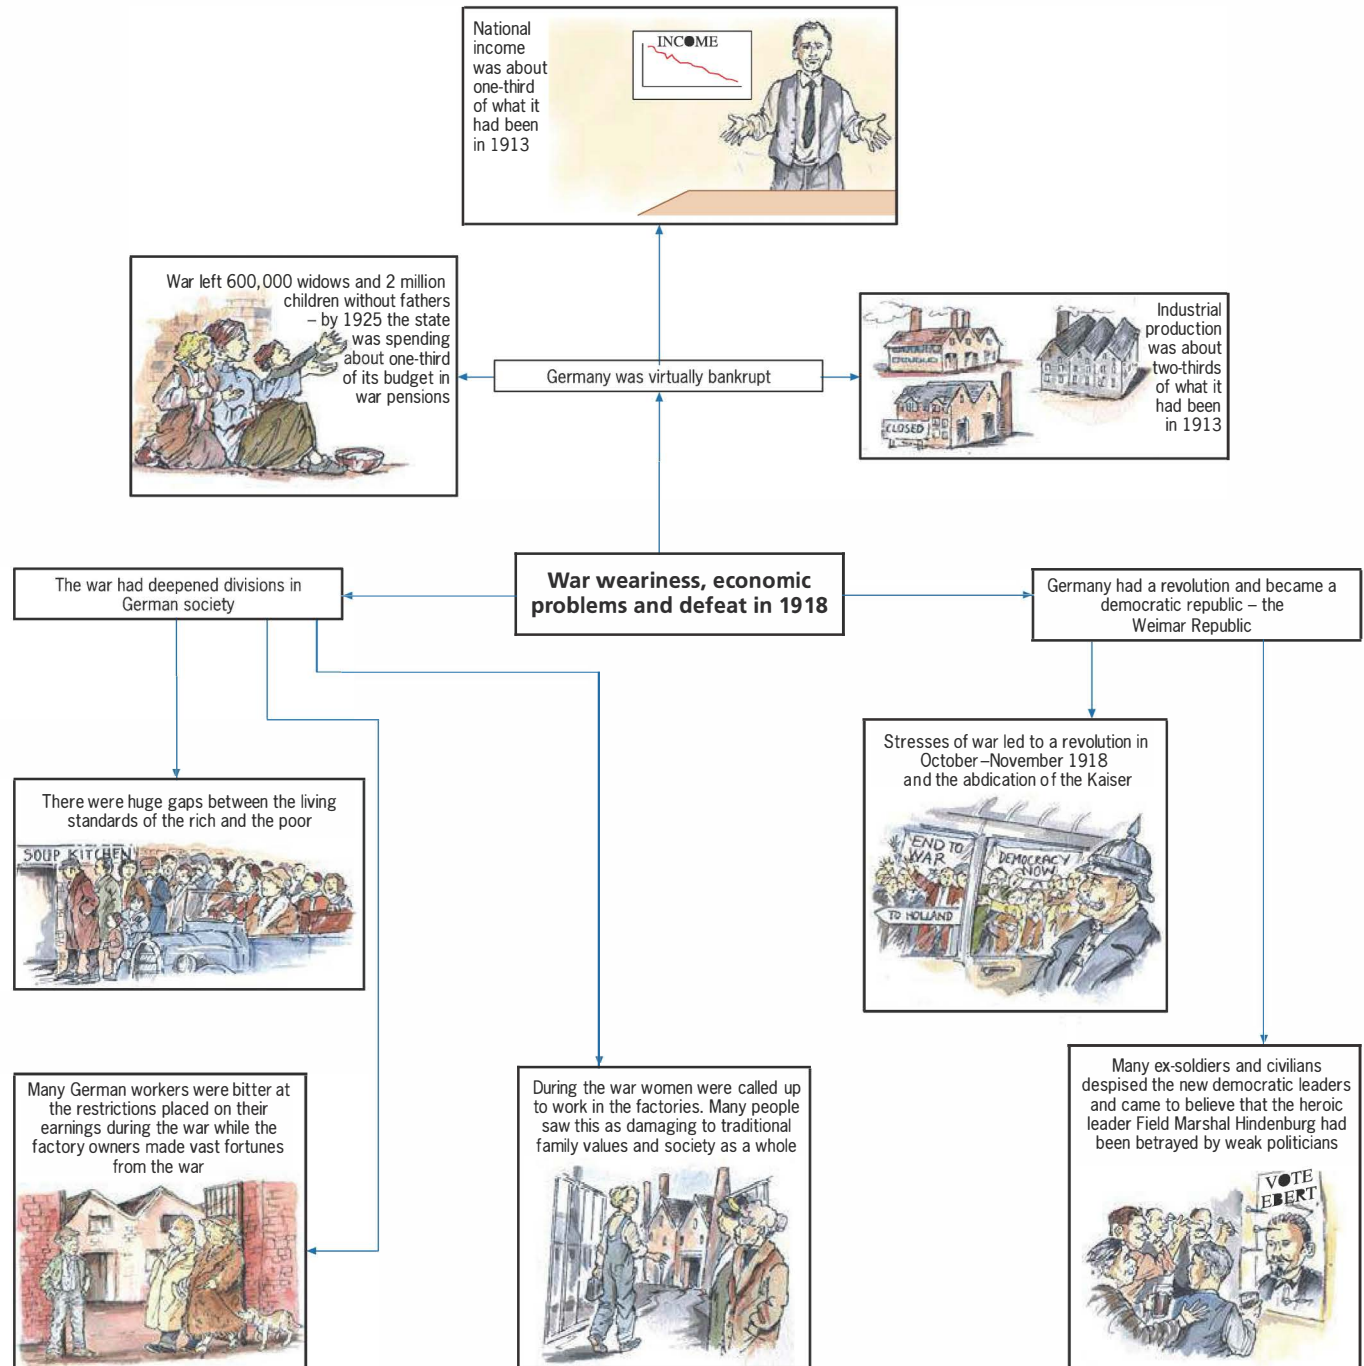 National
income
was about
one-third
of what it
had been
in 1913
INCOME
War left 600,000 widows and 2 million
children without fathers
– by 1925 the state
was spending
about one-third
of its budget in
war pensions
Germany was virtually bankrupt
Industrial
production
was about
two-thirds
of what it
had been
in 1913
CLOSED
The war had deepened divisions in
German society
War weariness, economic
problems and defeat in 1918
Germany had a revolution and became a
democratic republic – the
Weimar Republic
Stresses of war led to a revolution in
October–November 1918
and the abdication of the Kaiser
END TO
WAR
DEMOCRACY
NOW
TO HOLLAND
There were huge gaps between the living
standards of the rich and the poor
SOUP KITCHEN
Many German workers were bitter at
the restrictions placed on their
earnings during the war while the
factory owners made vast fortunes
from the war
During the war women were called up
to work in the factories. Many people
saw this as damaging to traditional
family values and society as a whole
Many ex-soldiers and civilians
despised the new democratic leaders
and came to believe that the heroic
leader Field Marshal Hindenburg had
been betrayed by weak politicians
VOTE
EBERT